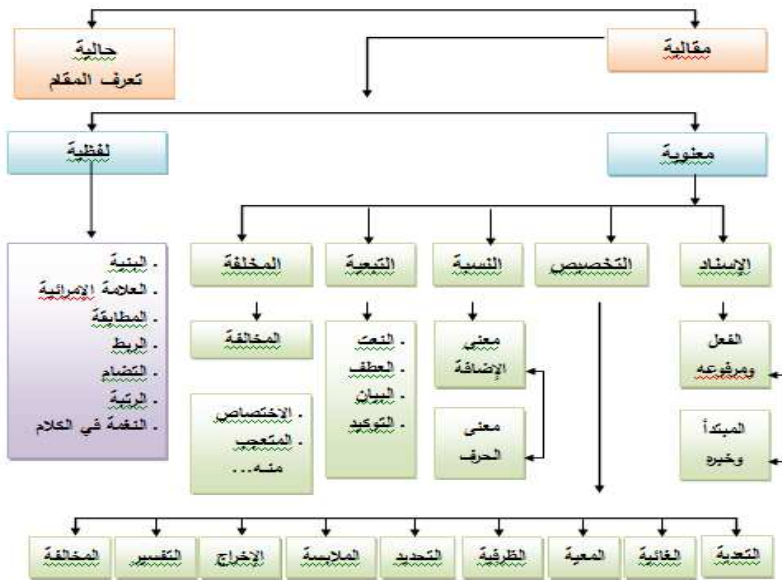 مقالية
حالية
تعرف المقام
معنوية
لفظية
الإسناد
التخصيص
النسبة
التبعية
المخلفة
. البنية
. العلامة الإمرائية
. المطابقة
. الربط
. التضام
. الرتبة
. النغمة في الكلام
الفعل
ومرفوعه
معنى
الإضافة
. النعت
. العطف
. البيان
. التوكيد
المخالفة
المبتدأ
وخبره
معنى
الحرف
. الاختصاص
. المتعجب
منه...
التعدية
الغائية
المعية
الظرفية
التحديد
الملابسة
الإخراج
التفسير
المخالفة